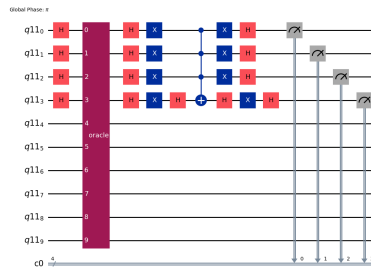 Global Phase: π
q11₀ H 0 H X X H
q11₁ H 1 H X X H
q11₂ H 2 H X X H
q11₃ H 3 H X H + H X H
q11₄ 4
oracle
q11₅ 5
q11₆ 6
q11₇ 7
q11₈ 8
q11₉ 9
c0 4 0 1 2